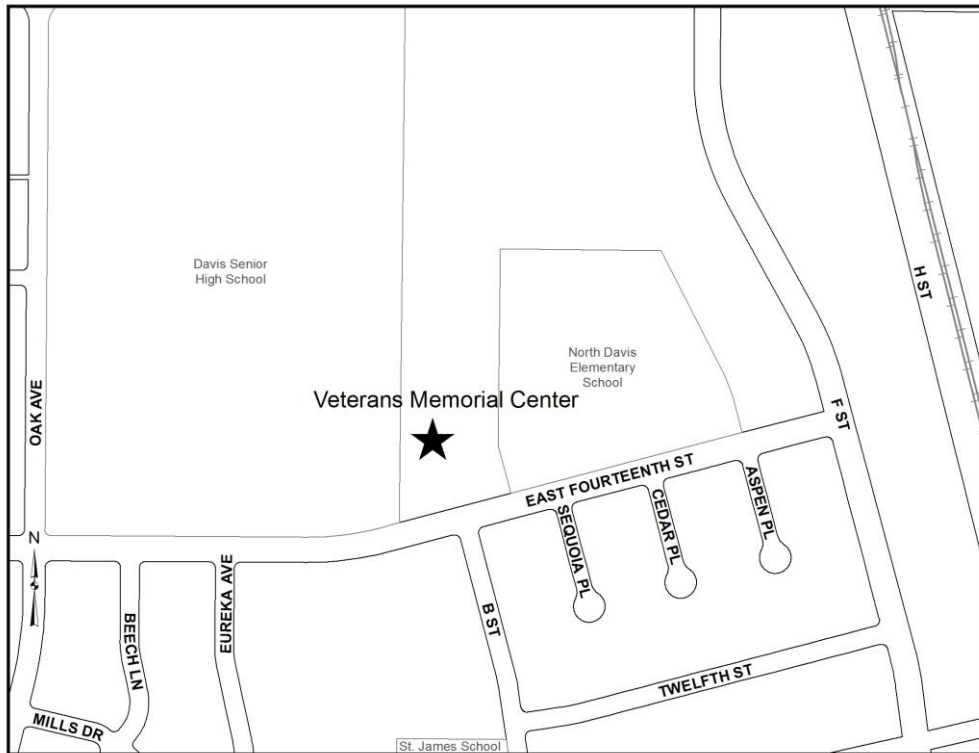 Davis Senior
High School
H ST
North Davis
Elementary
School
OAK AVE
Veterans Memorial Center
F ST
EAST FOURTEENTH ST
ASPEN PL
CEDAR PL
SEQUOIA PL
N
EUREKA AVE
B ST
BEECH LN
TWELFTH ST
MILLS DR
St. James School